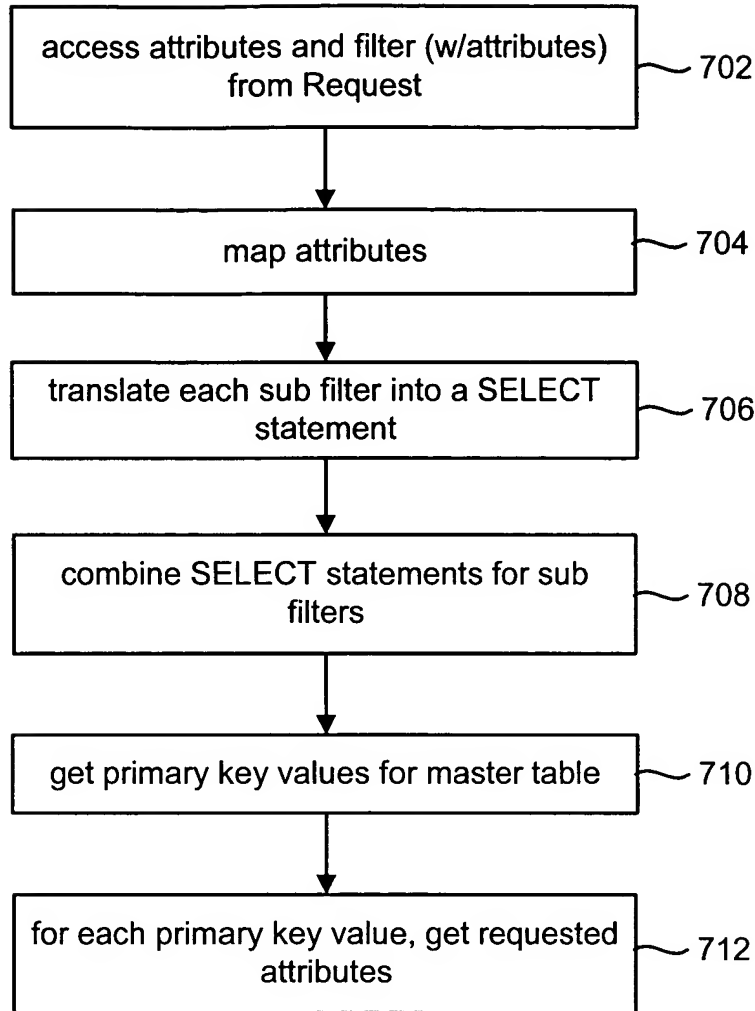 access attributes and filter (w/attributes)
from Request
702
map attributes
704
translate each sub filter into a SELECT
statement
706
combine SELECT statements for sub
filters
708
get primary key values for master table
710
for each primary key value, get requested
attributes
712